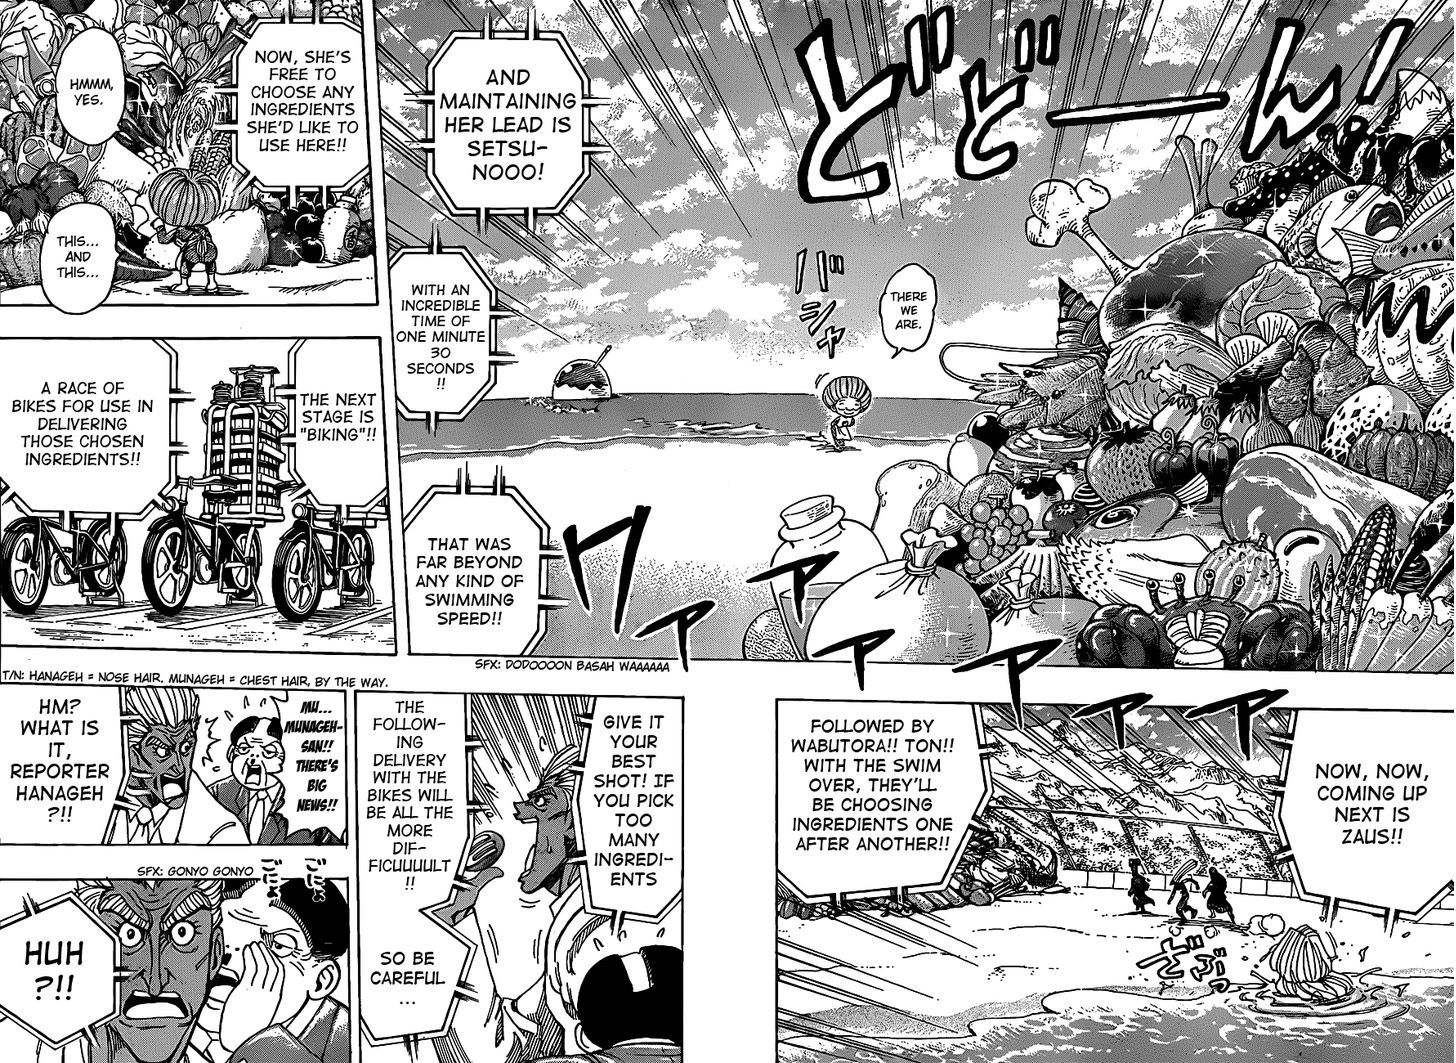 どどーん
AND
MAINTAINING
HER LEAD IS
SETSU-
NOOO!
THERE
WE
ARE.
バシャ
WITH AN
INCREDIBLE
TIME OF
ONE MINUTE
30
SECONDS
!!
THAT WAS
FAR BEYOND
ANY KIND OF
SWIMMING
SPEED!!
ワァァァァァ
SFX: DODOOOON BASAH WAAAAAA
NOW, SHE'S
FREE TO
CHOOSE ANY
INGREDIENTS
SHE'D LIKE TO
USE HERE!!
HMMM,
YES.
THIS...
AND
THIS...
THE NEXT
STAGE IS
"BIKING"!!
A RACE OF
BIKES FOR USE IN
DELIVERING
THOSE CHOSEN
INGREDIENTS!!
NOW, NOW,
COMING UP
NEXT IS
ZAUS!!
FOLLOWED BY
WABUTORA!! TON!!
WITH THE SWIM
OVER, THEY'LL
BE CHOOSING
INGREDIENTS ONE
AFTER ANOTHER!!
GIVE IT
YOUR
BEST
SHOT! IF
YOU PICK
TOO
MANY
INGREDI-
ENTS
THE
FOLLOW-
ING
DELIVERY
WITH THE
BIKES WILL
BE ALL THE
MORE
DIF-
FICUUUULT
!!
SO BE
CAREFUL
...
T/N: HANAGEH = NOSE HAIR. MUNAGEH = CHEST HAIR, BY THE WAY.
MU...
MUNAGEH-
SAN!!
THERE'S
BIG
NEWS!!
HM?
WHAT IS
IT,
REPORTER
HANAGEH
?!!
SFX: GONYO GONYO
HUH
?!!